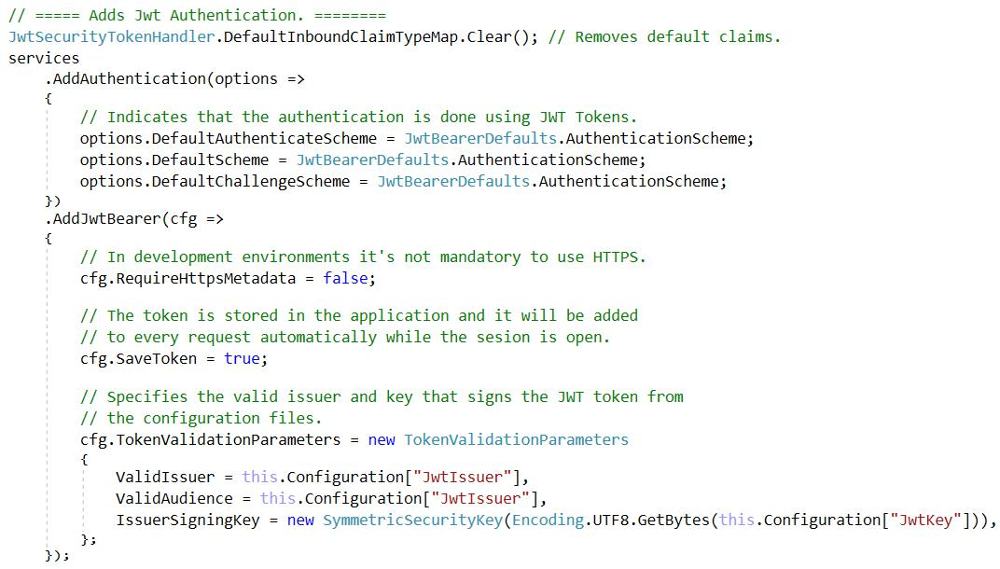 // ===== Adds Jwt Authentication. ========
JwtSecurityTokenHandler.DefaultInboundClaimTypeMap.Clear(); // Removes default claims.
services
    .AddAuthentication(options =>
    {
        // Indicates that the authentication is done using JWT Tokens.
        options.DefaultAuthenticateScheme = JwtBearerDefaults.AuthenticationScheme;
        options.DefaultScheme = JwtBearerDefaults.AuthenticationScheme;
        options.DefaultChallengeScheme = JwtBearerDefaults.AuthenticationScheme;
    })
    .AddJwtBearer(cfg =>
    {
        // In development environments it's not mandatory to use HTTPS.
        cfg.RequireHttpsMetadata = false;

        // The token is stored in the application and it will be added
        // to every request automatically while the sesion is open.
        cfg.SaveToken = true;

        // Specifies the valid issuer and key that signs the JWT token from
        // the configuration files.
        cfg.TokenValidationParameters = new TokenValidationParameters
        {
            ValidIssuer = this.Configuration["JwtIssuer"],
            ValidAudience = this.Configuration["JwtIssuer"],
            IssuerSigningKey = new SymmetricSecurityKey(Encoding.UTF8.GetBytes(this.Configuration["JwtKey"])),
        };
    });